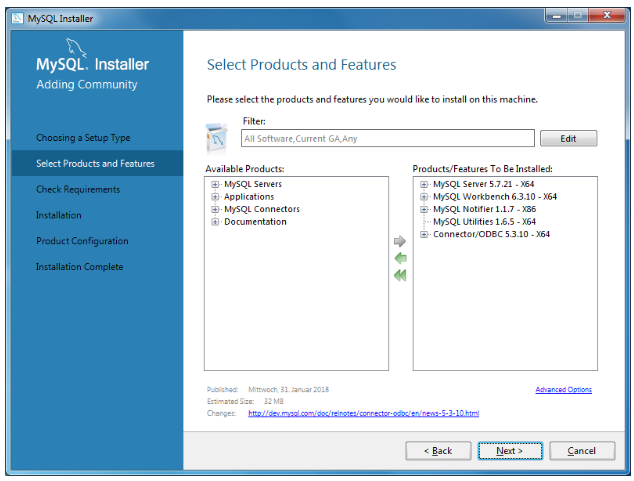 MySQL Installer
MySQL. Installer
Adding Community
Choosing a Setup Type
Select Products and Features
Check Requirements
Installation
Product Configuration
Installation Complete
Select Products and Features
Please select the products and features you would like to install on this machine.
Filter:
All Software,Current GA,Any
Edit
Available Products:
MySQL Servers
Applications
MySQL Connectors
Documentation
Products/Features To Be Installed:
MySQL Server 5.7.21 - X64
MySQL Workbench 6.3.10 - X64
MySQL Notifier 1.1.7 - X86
MySQL Utilities 1.6.5 - X64
Connector/ODBC 5.3.10 - X64
Published: Mittwoch, 31. Januar 2018
Advanced Options
Estimated Size: 32 MB
Changes: http://dev.mysql.com/doc/relnotes/connector-odbc/en/news-5-3-10.html
< Back
Next >
Cancel